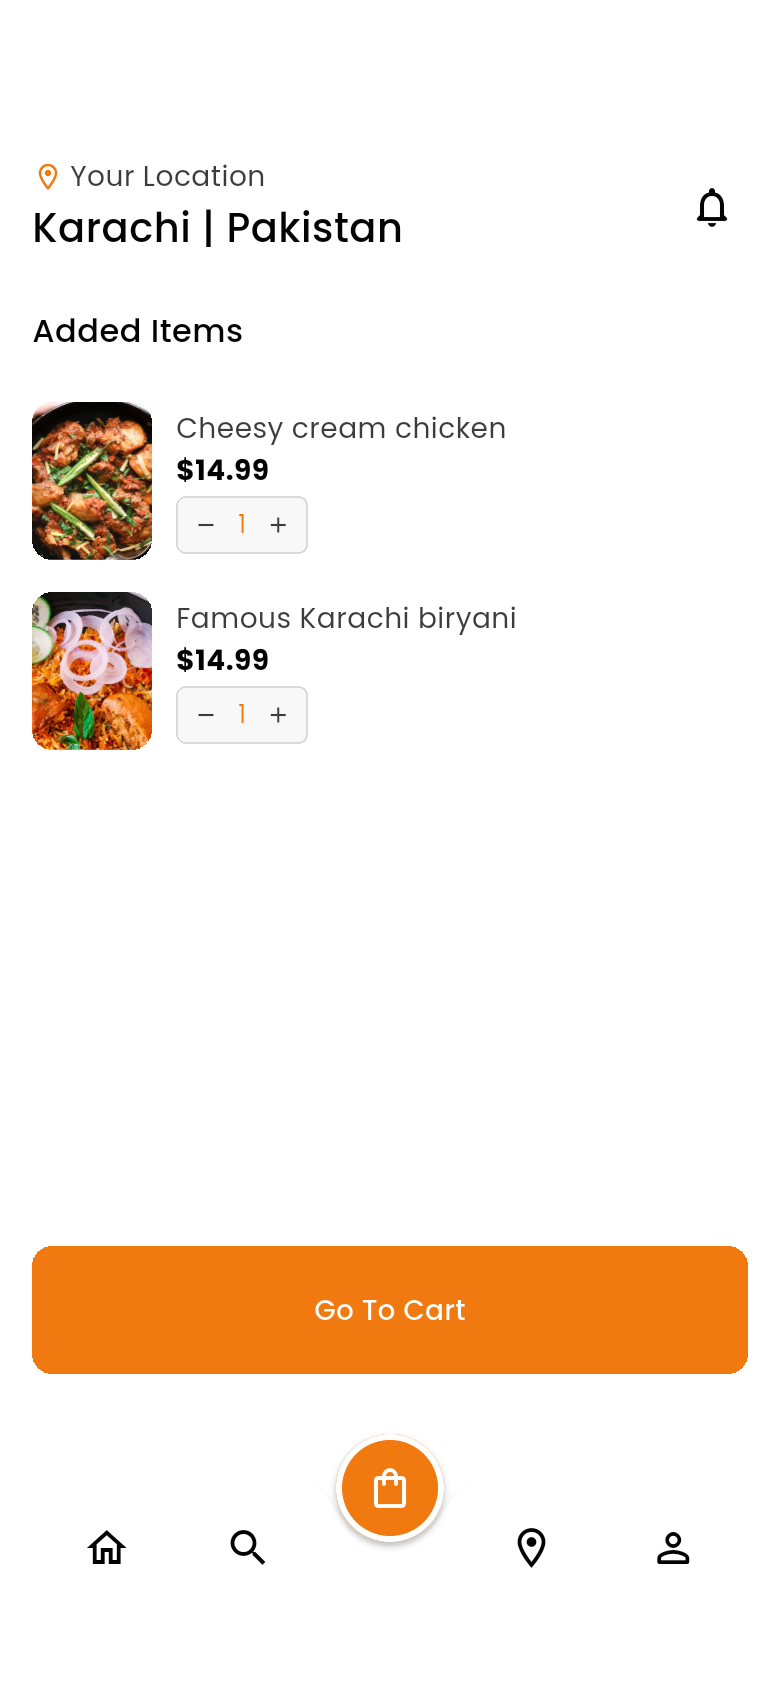 Your Location
Karachi | Pakistan
Added Items
Cheesy cream chicken
$14.99
− 1 +
Famous Karachi biryani
$14.99
− 1 +
Go To Cart